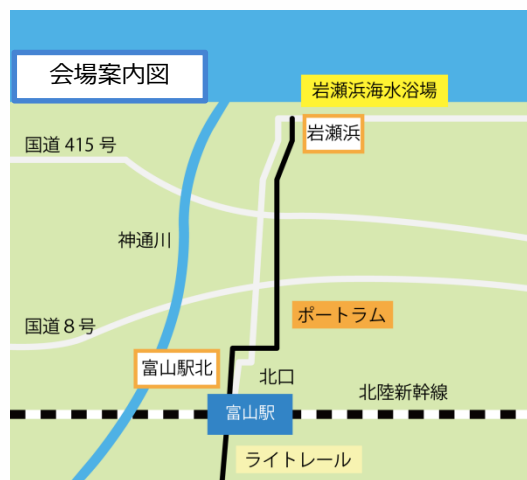 会場案内図
岩瀬浜海水浴場
岩瀬浜
国道 415 号
神通川
国道８号
ポートラム
富山駅北
北口
北陸新幹線
富山駅
ライトレール